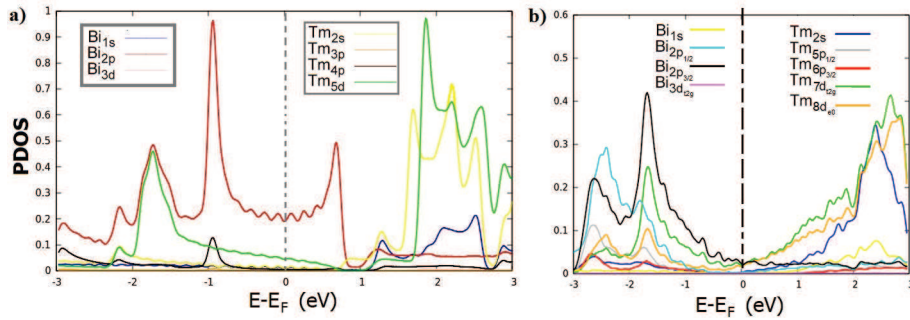 a)
PDOS
1
0.9
0.8
0.7
0.6
0.5
0.4
0.3
0.2
0.1
0
Bi1s
Bi2p
Bi3d
Tm2s
Tm3p
Tm4p
Tm5d
-3 -2 -1 0 1 2 3
E-EF (eV)
b)
0.6
0.5
0.4
0.3
0.2
0.1
0
Bi1s
Bi2p1/2
Bi2p3/2
Bi3dt2g
Tm2s
Tm5p1/2
Tm6p3/2
Tm7dt2g
Tm8de0
-3 -2 -1 0 1 2 3
E-EF (eV)